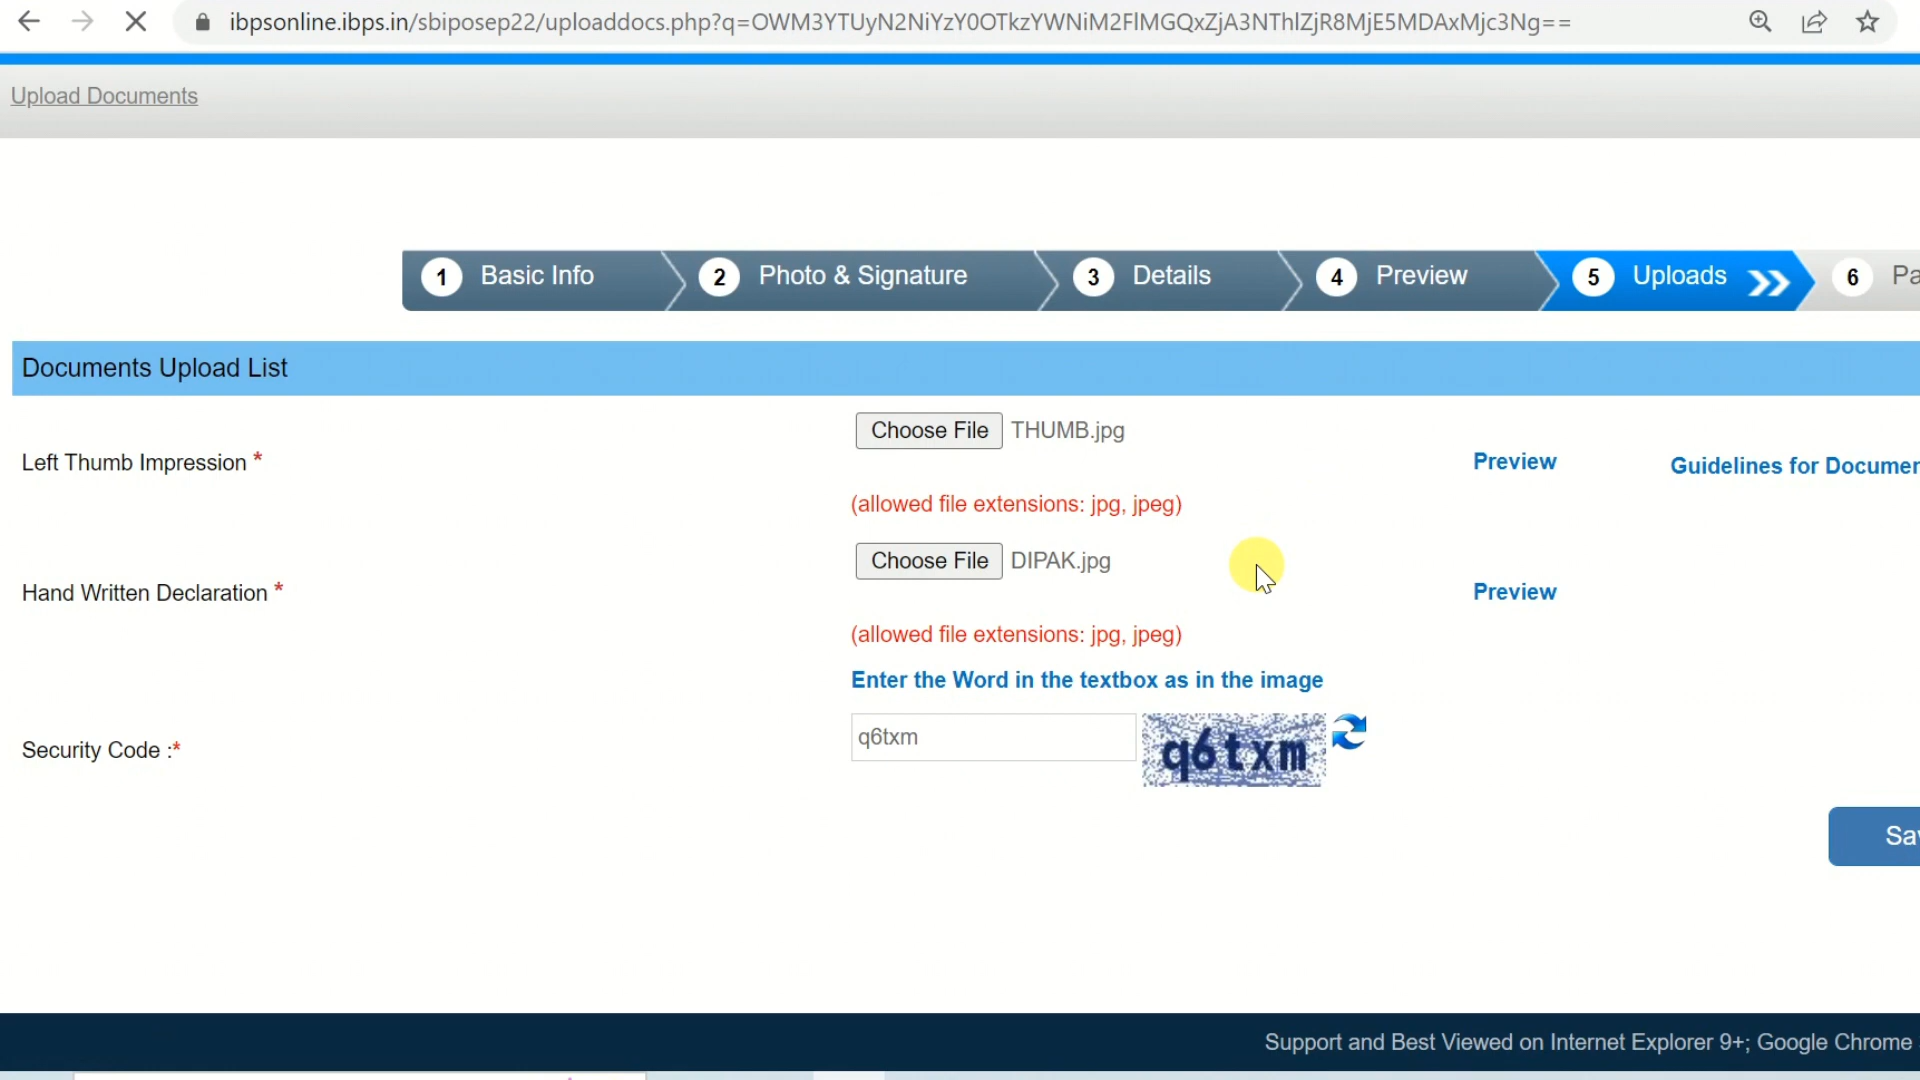 ibpsonline.ibps.in/sbiposep22/uploaddocs.php?q=OWM3YTUyN2NiYzY0OTkzYWNiM2FlMGQxZjA3NThlZjR8MjE5MDAxMjc3Ng==
Upload Documents
1 Basic Info 2 Photo & Signature 3 Details 4 Preview 5 Uploads 6 Pa
Documents Upload List
Choose File THUMB.jpg
Left Thumb Impression * Preview Guidelines for Documen
(allowed file extensions: jpg, jpeg)
Choose File DIPAK.jpg
Hand Written Declaration * Preview
(allowed file extensions: jpg, jpeg)
Enter the Word in the textbox as in the image
Security Code :* q6txm q6txm
Sav
Support and Best Viewed on Internet Explorer 9+; Google Chrome